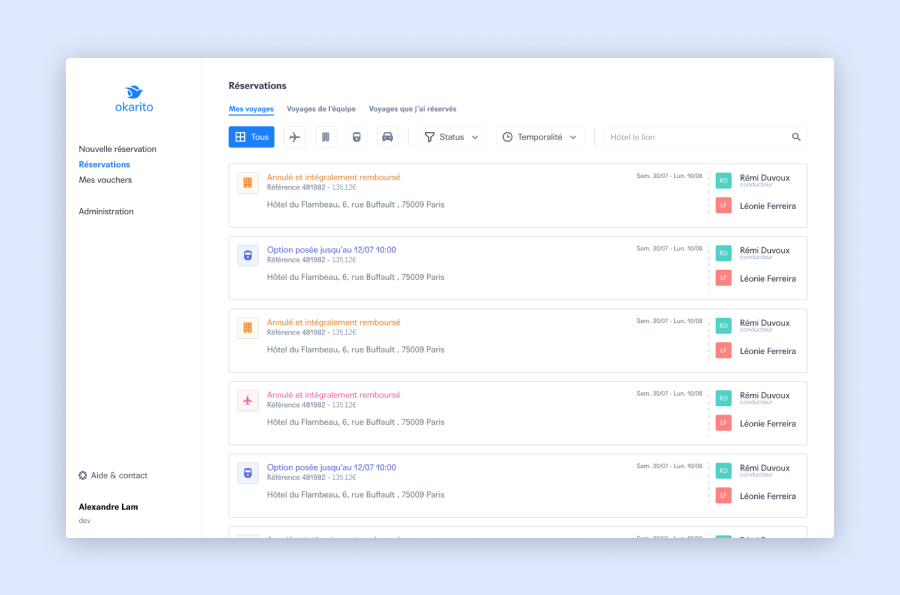 okarito
Nouvelle réservation
Réservations
Mes vouchers
Administration
Aide & contact
Alexandre Lam
dev
Réservations
Mes voyages Voyages de l'équipe Voyages que j'ai réservés
Tous Status Temporalité Hôtel le lion
Annulé et intégralement remboursé
Référence 481982 - 135,12€
Hôtel du Flambeau, 6, rue Buffault , 75009 Paris
Sam. 30/07 - Lun. 10/08
RD Rémi Duvoux
conducteur
LF Léonie Ferreira
Option posée jusqu'au 12/07 10:00
Référence 481982 - 135,12€
Hôtel du Flambeau, 6, rue Buffault , 75009 Paris
Sam. 30/07 - Lun. 10/08
RD Rémi Duvoux
conducteur
LF Léonie Ferreira
Annulé et intégralement remboursé
Référence 481982 - 135,12€
Hôtel du Flambeau, 6, rue Buffault , 75009 Paris
Sam. 30/07 - Lun. 10/08
RD Rémi Duvoux
conducteur
LF Léonie Ferreira
Annulé et intégralement remboursé
Référence 481982 - 135,12€
Hôtel du Flambeau, 6, rue Buffault , 75009 Paris
Sam. 30/07 - Lun. 10/08
RD Rémi Duvoux
conducteur
LF Léonie Ferreira
Option posée jusqu'au 12/07 10:00
Référence 481982 - 135,12€
Hôtel du Flambeau, 6, rue Buffault , 75009 Paris
Sam. 30/07 - Lun. 10/08
RD Rémi Duvoux
conducteur
LF Léonie Ferreira